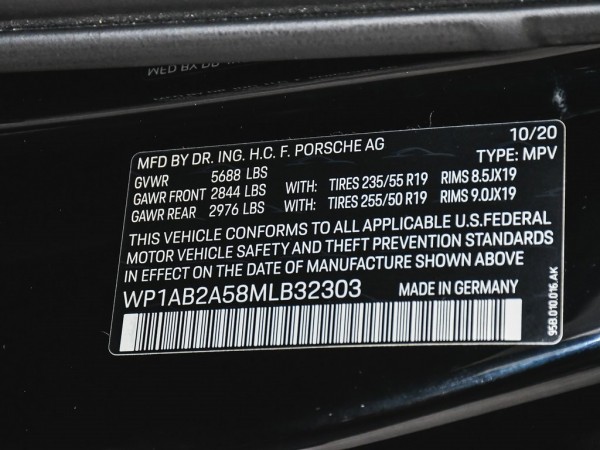 MFD BY DR. ING. H.C. F. PORSCHE AG 10/20
GVWR 5688 LBS TYPE: MPV
GAWR FRONT 2844 LBS WITH: TIRES 235/55 R19 RIMS 8.5JX19
GAWR REAR 2976 LBS WITH: TIRES 255/50 R19 RIMS 9.0JX19
THIS VEHICLE CONFORMS TO ALL APPLICABLE U.S.FEDERAL
MOTOR VEHICLE SAFETY AND THEFT PREVENTION STANDARDS
IN EFFECT ON THE DATE OF MANUFACTURE SHOWN ABOVE
WP1AB2A58MLB32303 MADE IN GERMANY
95B.010.016.AK